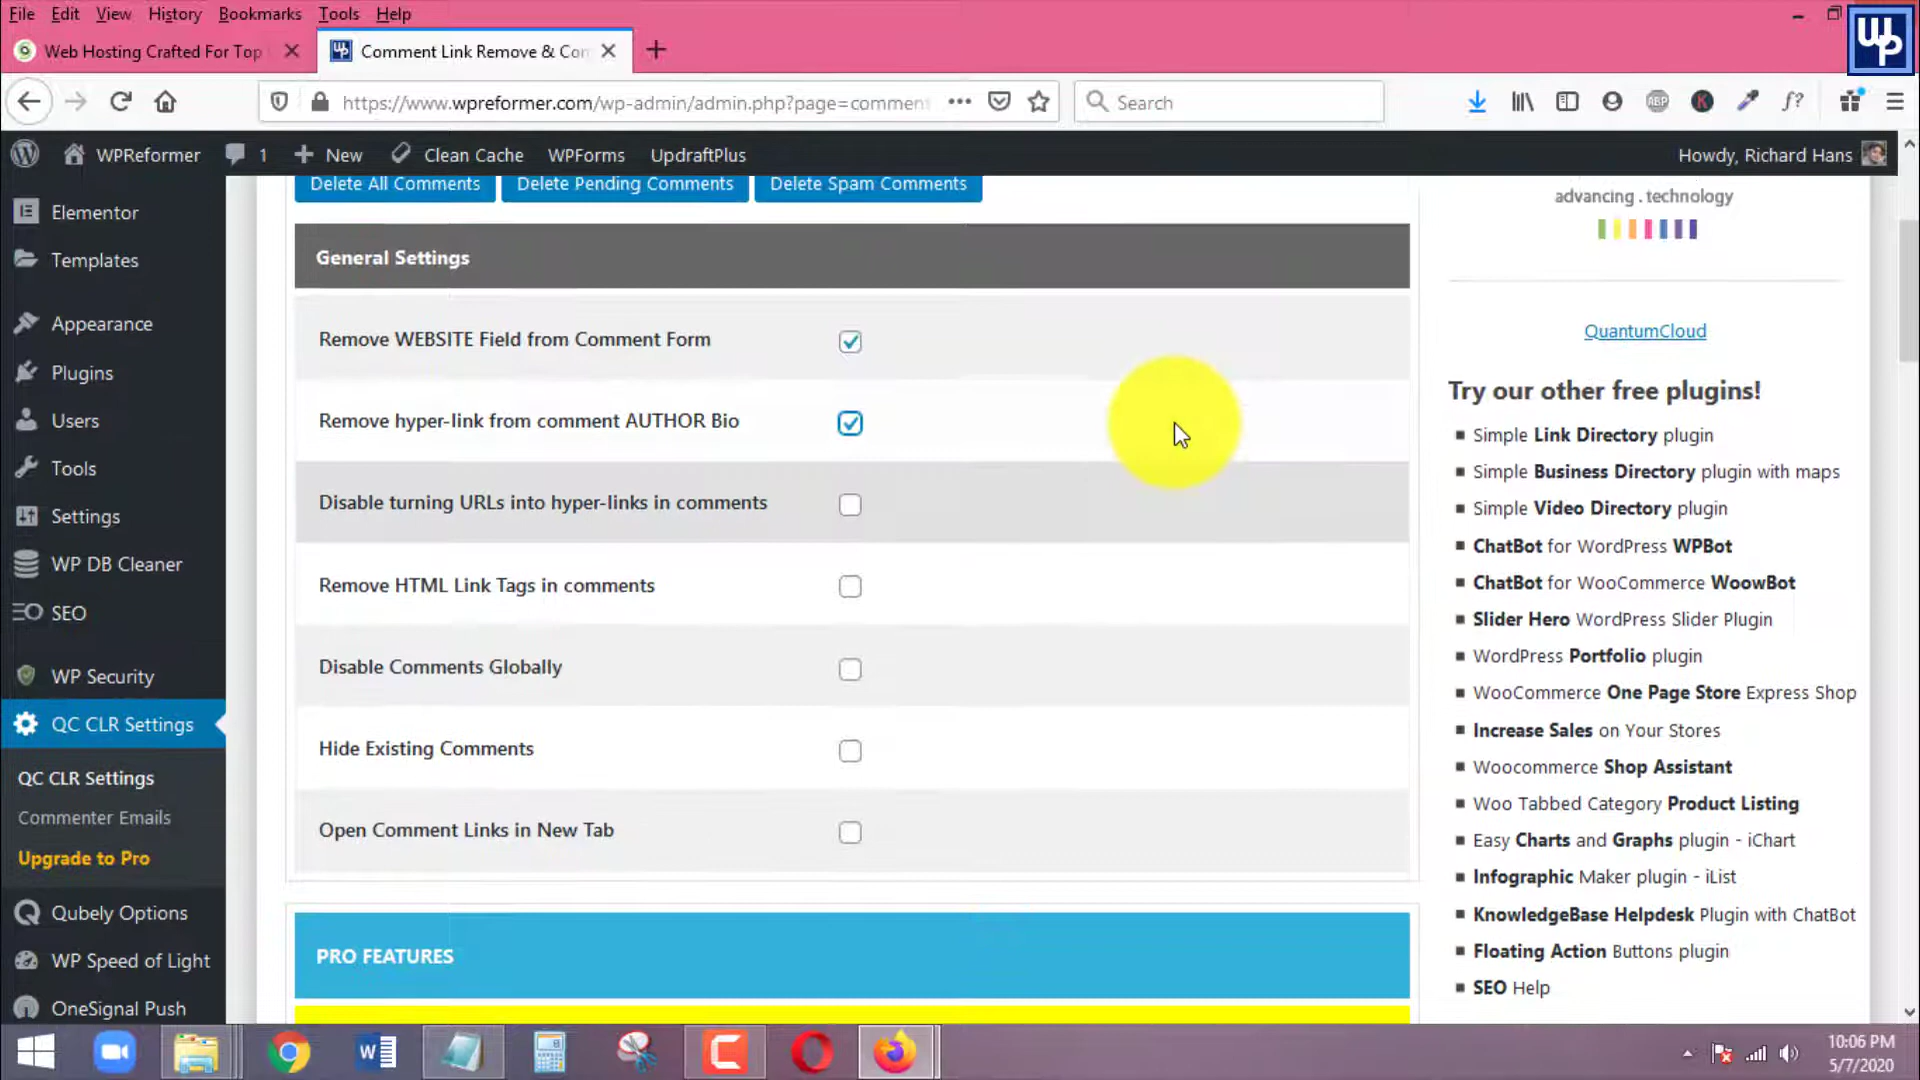 File Edit View History Bookmarks Tools Help
Web Hosting Crafted For Top
Comment Link Remove & Con
https://www.wpreformer.com/wp-admin/admin.php?page=commen
Search
ABP
K
f?
WPReformer 1 New Clean Cache WPForms UpdraftPlus Howdy, Richard Hans
Elementor
Templates
Appearance
Plugins
Users
Tools
Settings
WP DB Cleaner
SEO
WP Security
QC CLR Settings
QC CLR Settings
Commenter Emails
Upgrade to Pro
Qubely Options
WP Speed of Light
OneSignal Push
Delete All Comments Delete Pending Comments Delete Spam Comments
General Settings
Remove WEBSITE Field from Comment Form
Remove hyper-link from comment AUTHOR Bio
Disable turning URLs into hyper-links in comments
Remove HTML Link Tags in comments
Disable Comments Globally
Hide Existing Comments
Open Comment Links in New Tab
PRO FEATURES
advancing . technology
QuantumCloud
Try our other free plugins!
Simple Link Directory plugin
Simple Business Directory plugin with maps
Simple Video Directory plugin
ChatBot for WordPress WPBot
ChatBot for WooCommerce WoowBot
Slider Hero WordPress Slider Plugin
WordPress Portfolio plugin
WooCommerce One Page Store Express Shop
Increase Sales on Your Stores
Woocommerce Shop Assistant
Woo Tabbed Category Product Listing
Easy Charts and Graphs plugin - iChart
Infographic Maker plugin - iList
KnowledgeBase Helpdesk Plugin with ChatBot
Floating Action Buttons plugin
SEO Help
10:06 PM
5/7/2020